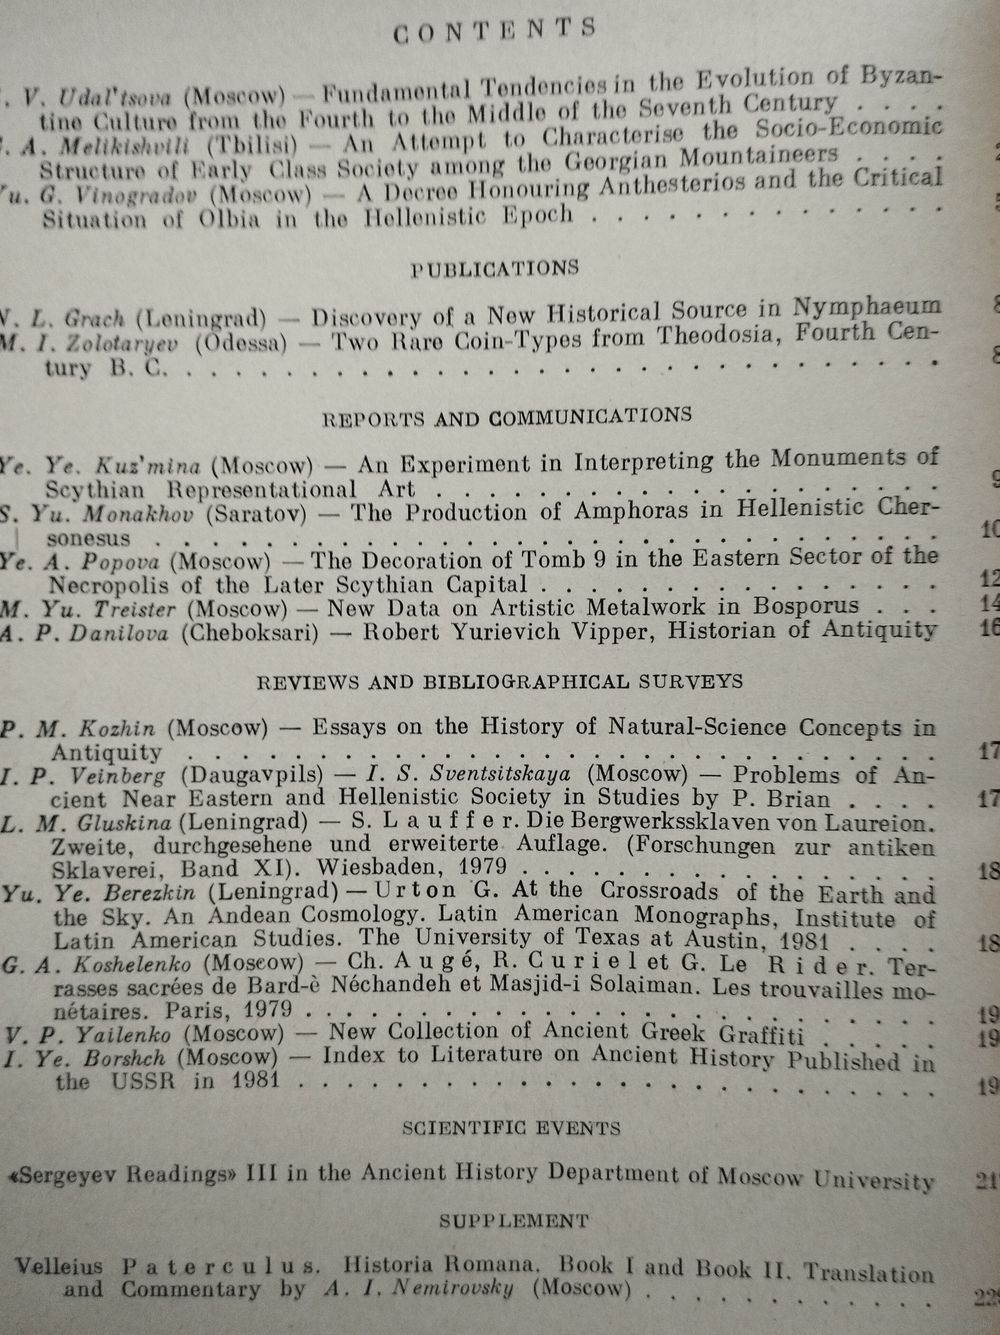 CONTENTS
. V. Udal'tsova (Moscow) — Fundamental Tendencies in the Evolution of Byzan-
tine Culture from the Fourth to the Middle of the Seventh Century . . . .
. A. Melikishvili (Tbilisi) — An Attempt to Characterise the Socio-Economic
Structure of Early Class Society among the Georgian Mountaineers . . . .
Yu. G. Vinogradov (Moscow) — A Decree Honouring Anthesterios and the Critical
Situation of Olbia in the Hellenistic Epoch . . . . . . . . . . . . . .
PUBLICATIONS
N. L. Grach (Leningrad) — Discovery of a New Historical Source in Nymphaeum 8
M. I. Zolotaryev (Odessa) — Two Rare Coin-Types from Theodosia, Fourth Cen-
tury B. C. . . . . . . . . . . . . . . . . . . . . . . . . . . . 8
REPORTS AND COMMUNICATIONS
Ye. Ye. Kuz'mina (Moscow) — An Experiment in Interpreting the Monuments of
Scythian Representational Art . . . . . . . . . . . . . . . . . . . 9
S. Yu. Monakhov (Saratov) — The Production of Amphoras in Hellenistic Cher-
sonesus . . . . . . . . . . . . . . . . . . . . . . . . . . . . . 10
Ye. A. Popova (Moscow) — The Decoration of Tomb 9 in the Eastern Sector of the
Necropolis of the Later Scythian Capital . . . . . . . . . . . . . . . 12
M. Yu. Treister (Moscow) — New Data on Artistic Metalwork in Bosporus . . . 14
A. P. Danilova (Cheboksari) — Robert Yurievich Vipper, Historian of Antiquity 16
REVIEWS AND BIBLIOGRAPHICAL SURVEYS
P. M. Kozhin (Moscow) — Essays on the History of Natural-Science Concepts in
Antiquity . . . . . . . . . . . . . . . . . . . . . . . . . . . . 17
I. P. Veinberg (Daugavpils) — I. S. Sventsitskaya (Moscow) — Problems of An-
cient Near Eastern and Hellenistic Society in Studies by P. Brian . . . . 17
L. M. Gluskina (Leningrad) — S. Lauffer. Die Bergwerkssklaven von Laureion.
Zweite, durchgesehene und erweiterte Auflage. (Forschungen zur antiken
Sklaverei, Band XI). Wiesbaden, 1979 . . . . . . . . . . . . . . . . 18
Yu. Ye. Berezkin (Leningrad) — Urton G. At the Crossroads of the Earth and
the Sky. An Andean Cosmology. Latin American Monographs, Institute of
Latin American Studies. The University of Texas at Austin, 1981 . . . . 18
G. A. Koshelenko (Moscow) — Ch. Augé, R. Curiel et G. Le Rider. Ter-
rasses sacrées de Bard-è Néchandeh et Masjid-i Solaiman. Les trouvailles mo-
nétaires. Paris, 1979 . . . . . . . . . . . . . . . . . . . . . . . 19
V. P. Yailenko (Moscow) — New Collection of Ancient Greek Graffiti . . . . . 19
I. Ye. Borshch (Moscow) — Index to Literature on Ancient History Published in
the USSR in 1981 . . . . . . . . . . . . . . . . . . . . . . . . . 19
SCIENTIFIC EVENTS
«Sergeyev Readings» III in the Ancient History Department of Moscow University 21
SUPPLEMENT
Velleius Paterculus. Historia Romana. Book I and Book II. Translation
and Commentary by A. I. Nemirovsky (Moscow) . . . . . . . . . . . 22